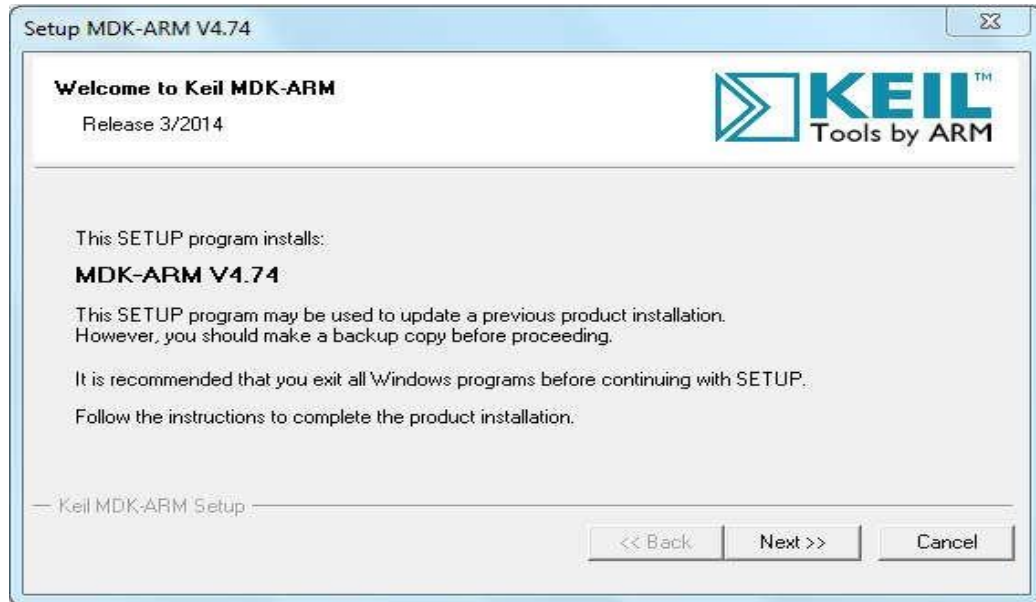 Setup MDK-ARM V4.74
Welcome to Keil MDK-ARM
Release 3/2014
KEIL™
Tools by ARM
This SETUP program installs:
MDK-ARM V4.74
This SETUP program may be used to update a previous product installation.
However, you should make a backup copy before proceeding.
It is recommended that you exit all Windows programs before continuing with SETUP.
Follow the instructions to complete the product installation.
Keil MDK-ARM Setup
<< Back Next >> Cancel